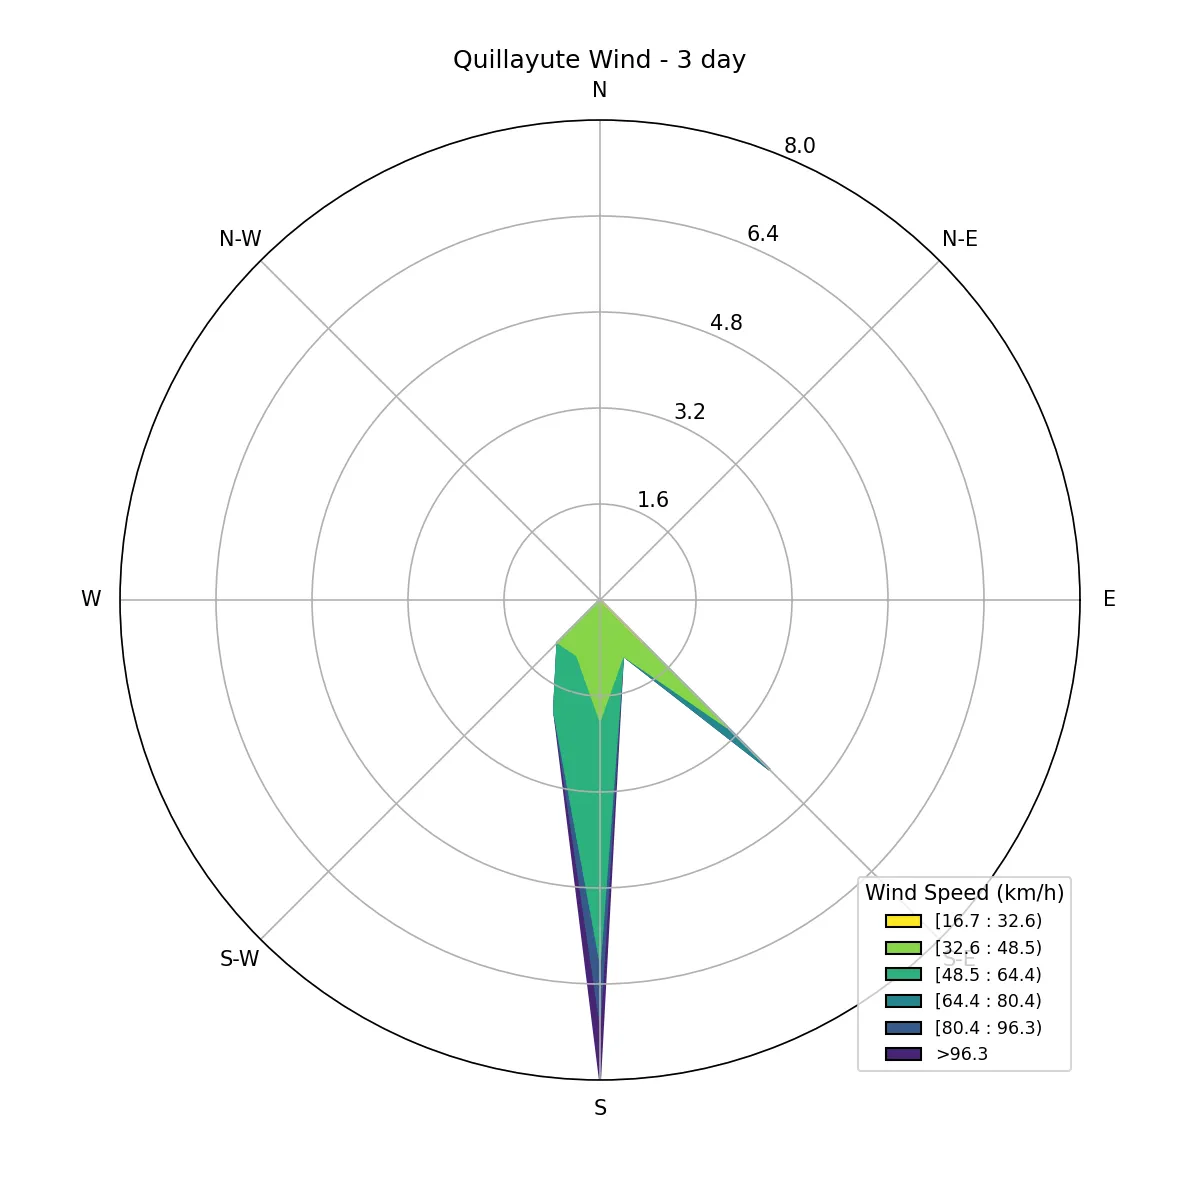 Quillayute Wind - 3 day
N
8.0
6.4
N-W
N-E
4.8
3.2
1.6
W
E
S-W
S-E
Wind Speed (km/h)
[16.7 : 32.6)
[32.6 : 48.5)
[48.5 : 64.4)
[64.4 : 80.4)
[80.4 : 96.3)
>96.3
S